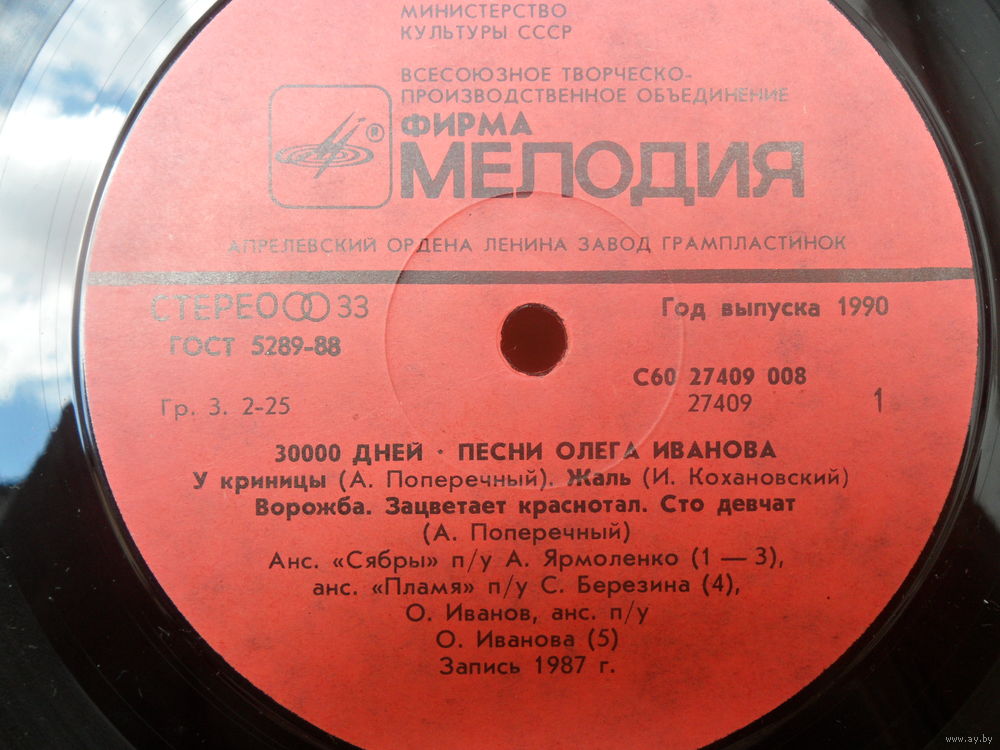 МИНИСТЕРСТВО
КУЛЬТУРЫ СССР
ВСЕСОЮЗНОЕ ТВОРЧЕСКО-
ПРОИЗВОДСТВЕННОЕ ОБЪЕДИНЕНИЕ
ФИРМА
®
МЕЛОДИЯ
АПРЕЛЕВСКИЙ ОРДЕНА ЛЕНИНА ЗАВОД ГРАМПЛАСТИНОК
СТЕРЕО 33
Год выпуска 1990
ГОСТ 5289-88
С60 27409 008
Гр. 3. 2-25
27409
1
30000 ДНЕЙ · ПЕСНИ ОЛЕГА ИВАНОВА
У криницы (А. Поперечный). Жаль (И. Кохановский)
Ворожба. Зацветает краснотал. Сто девчат
(А. Поперечный)
Анс. «Сябры» п/у А. Ярмоленко (1 — 3),
анс. «Пламя» п/у С. Березина (4),
О. Иванов, анс. п/у
О. Иванова (5)
Запись 1987 г.
www.ay.by